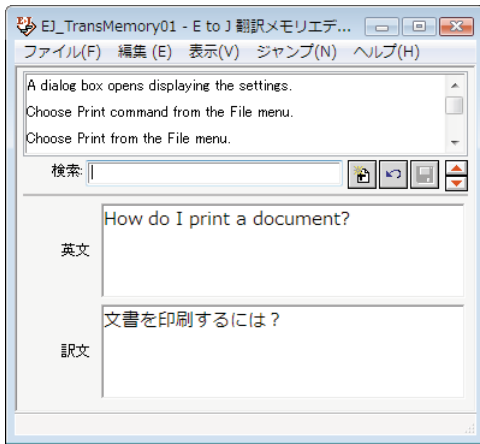 EJ_TransMemory01 - E to J 翻訳メモリエデ...
ファイル(F) 編集(E) 表示(V) ジャンプ(N) ヘルプ(H)
A dialog box opens displaying the settings.
Choose Print command from the File menu.
Choose Print from the File menu.
検索:
How do I print a document?
英文
文書を印刷するには？
訳文